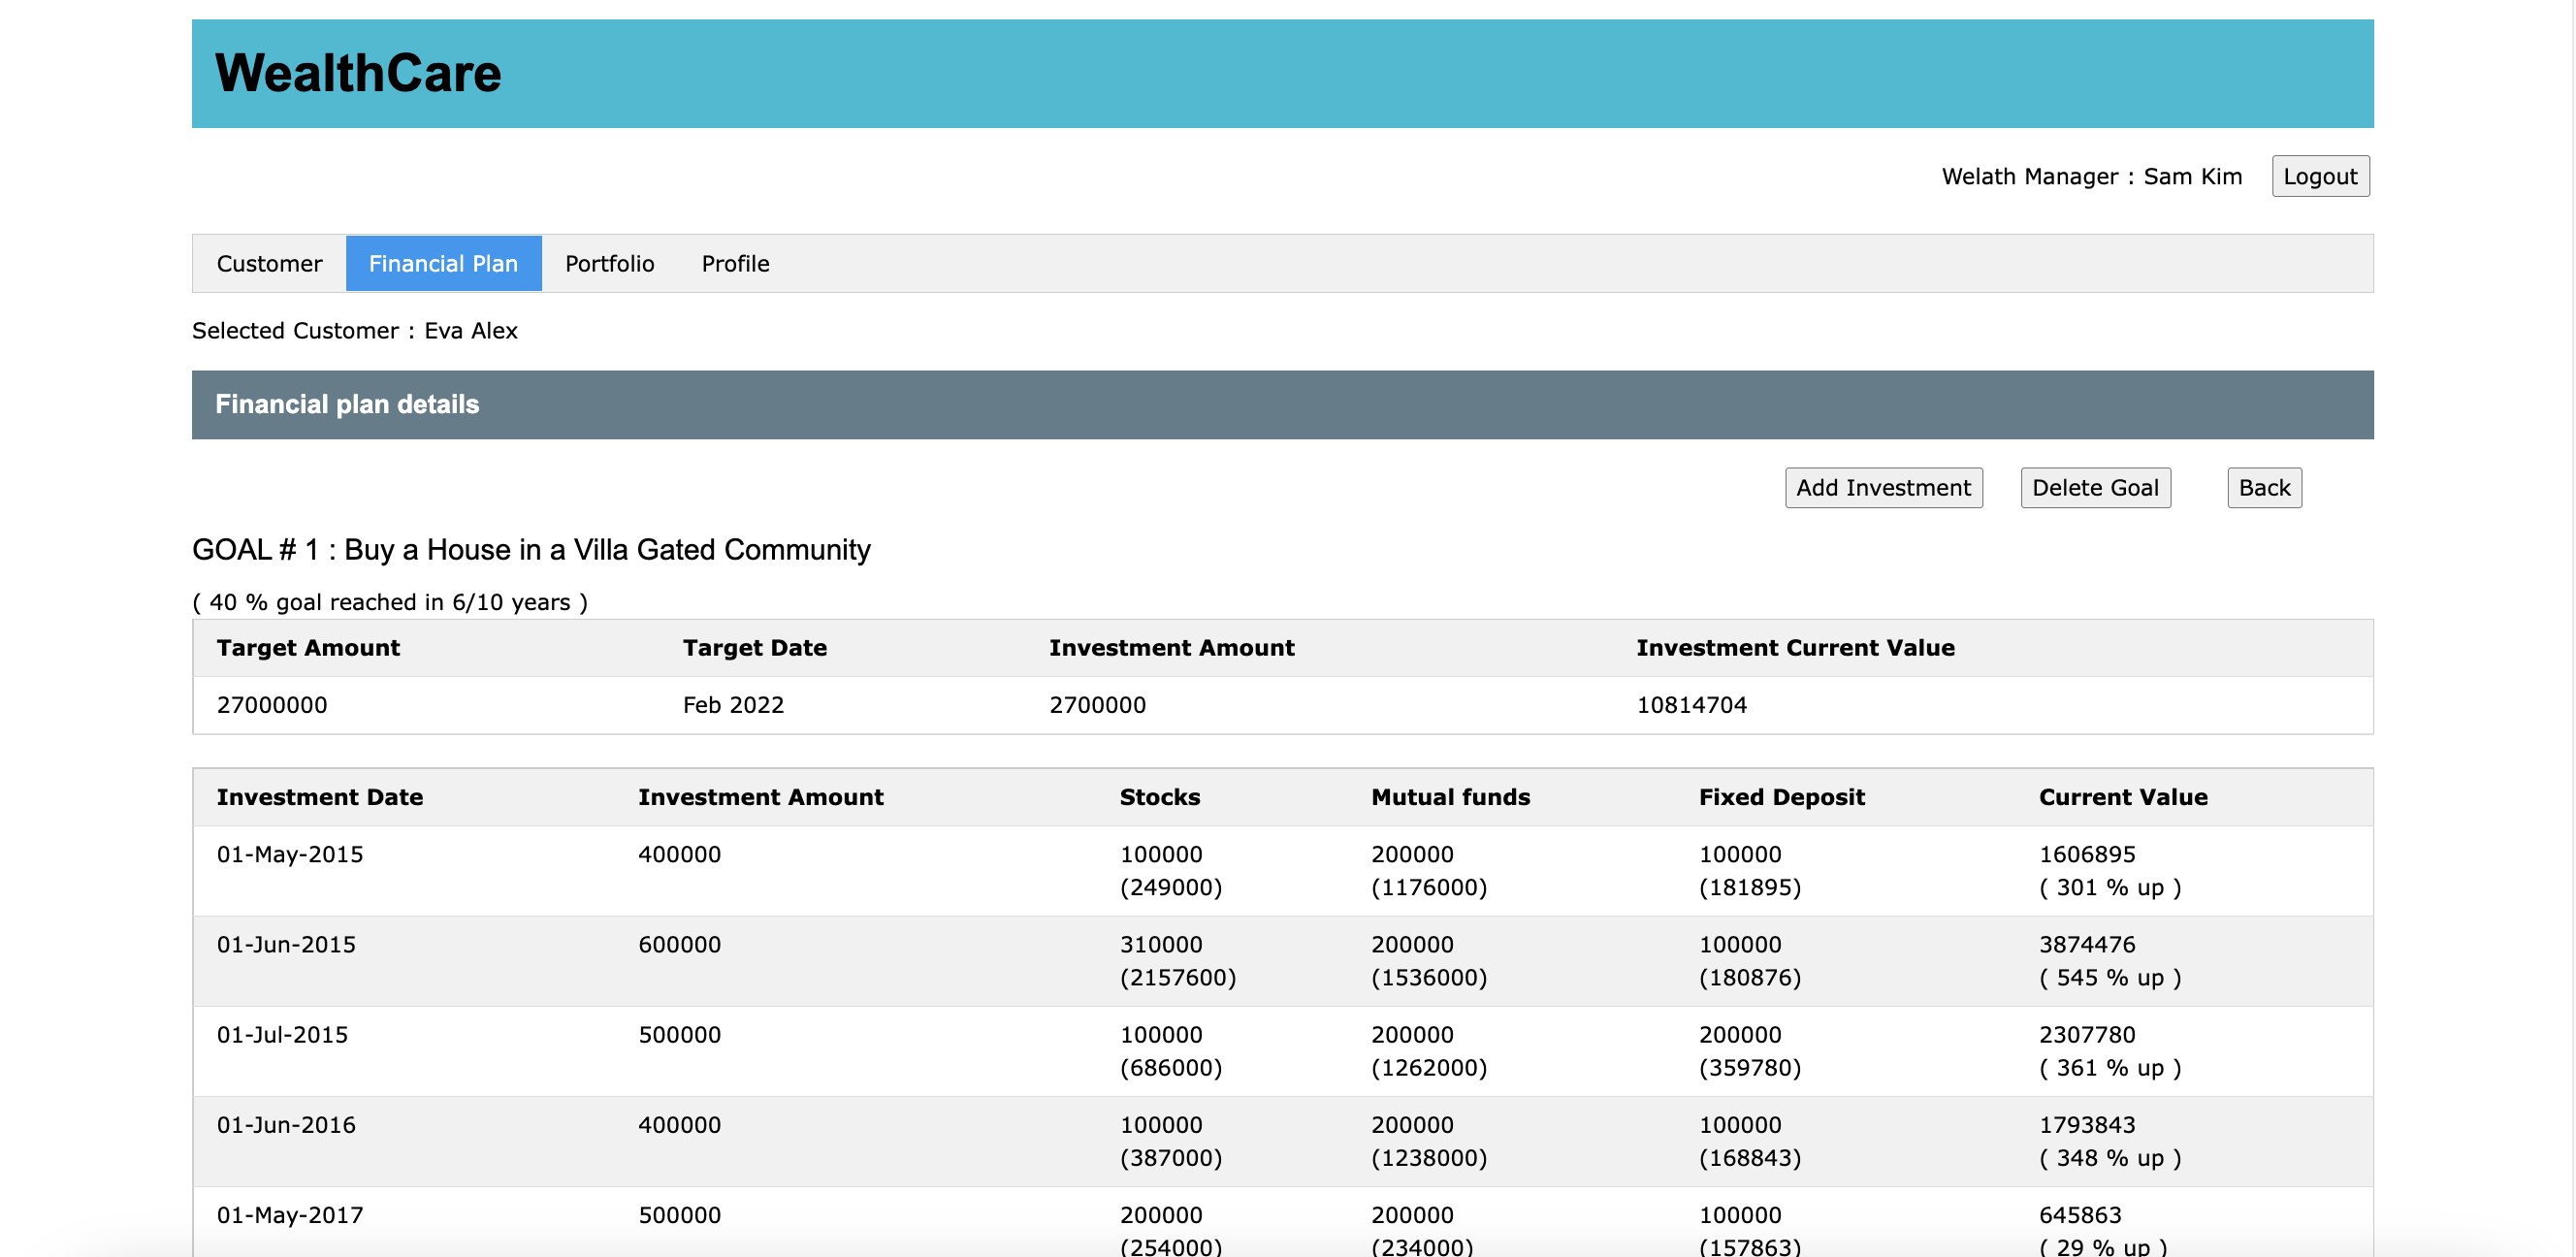 WealthCare
Welath Manager : Sam Kim Logout
Customer Financial Plan Portfolio Profile
Selected Customer : Eva Alex
Financial plan details
Add Investment Delete Goal Back
GOAL # 1 : Buy a House in a Villa Gated Community
( 40 % goal reached in 6/10 years )
Target Amount Target Date Investment Amount Investment Current Value
27000000 Feb 2022 2700000 10814704
Investment Date Investment Amount Stocks Mutual funds Fixed Deposit Current Value
01-May-2015 400000 100000 200000 100000 1606895
(249000) (1176000) (181895) ( 301 % up )
01-Jun-2015 600000 310000 200000 100000 3874476
(2157600) (1536000) (180876) ( 545 % up )
01-Jul-2015 500000 100000 200000 200000 2307780
(686000) (1262000) (359780) ( 361 % up )
01-Jun-2016 400000 100000 200000 100000 1793843
(387000) (1238000) (168843) ( 348 % up )
01-May-2017 500000 200000 200000 100000 645863
(254000) (234000) (157863) ( 29 % up )